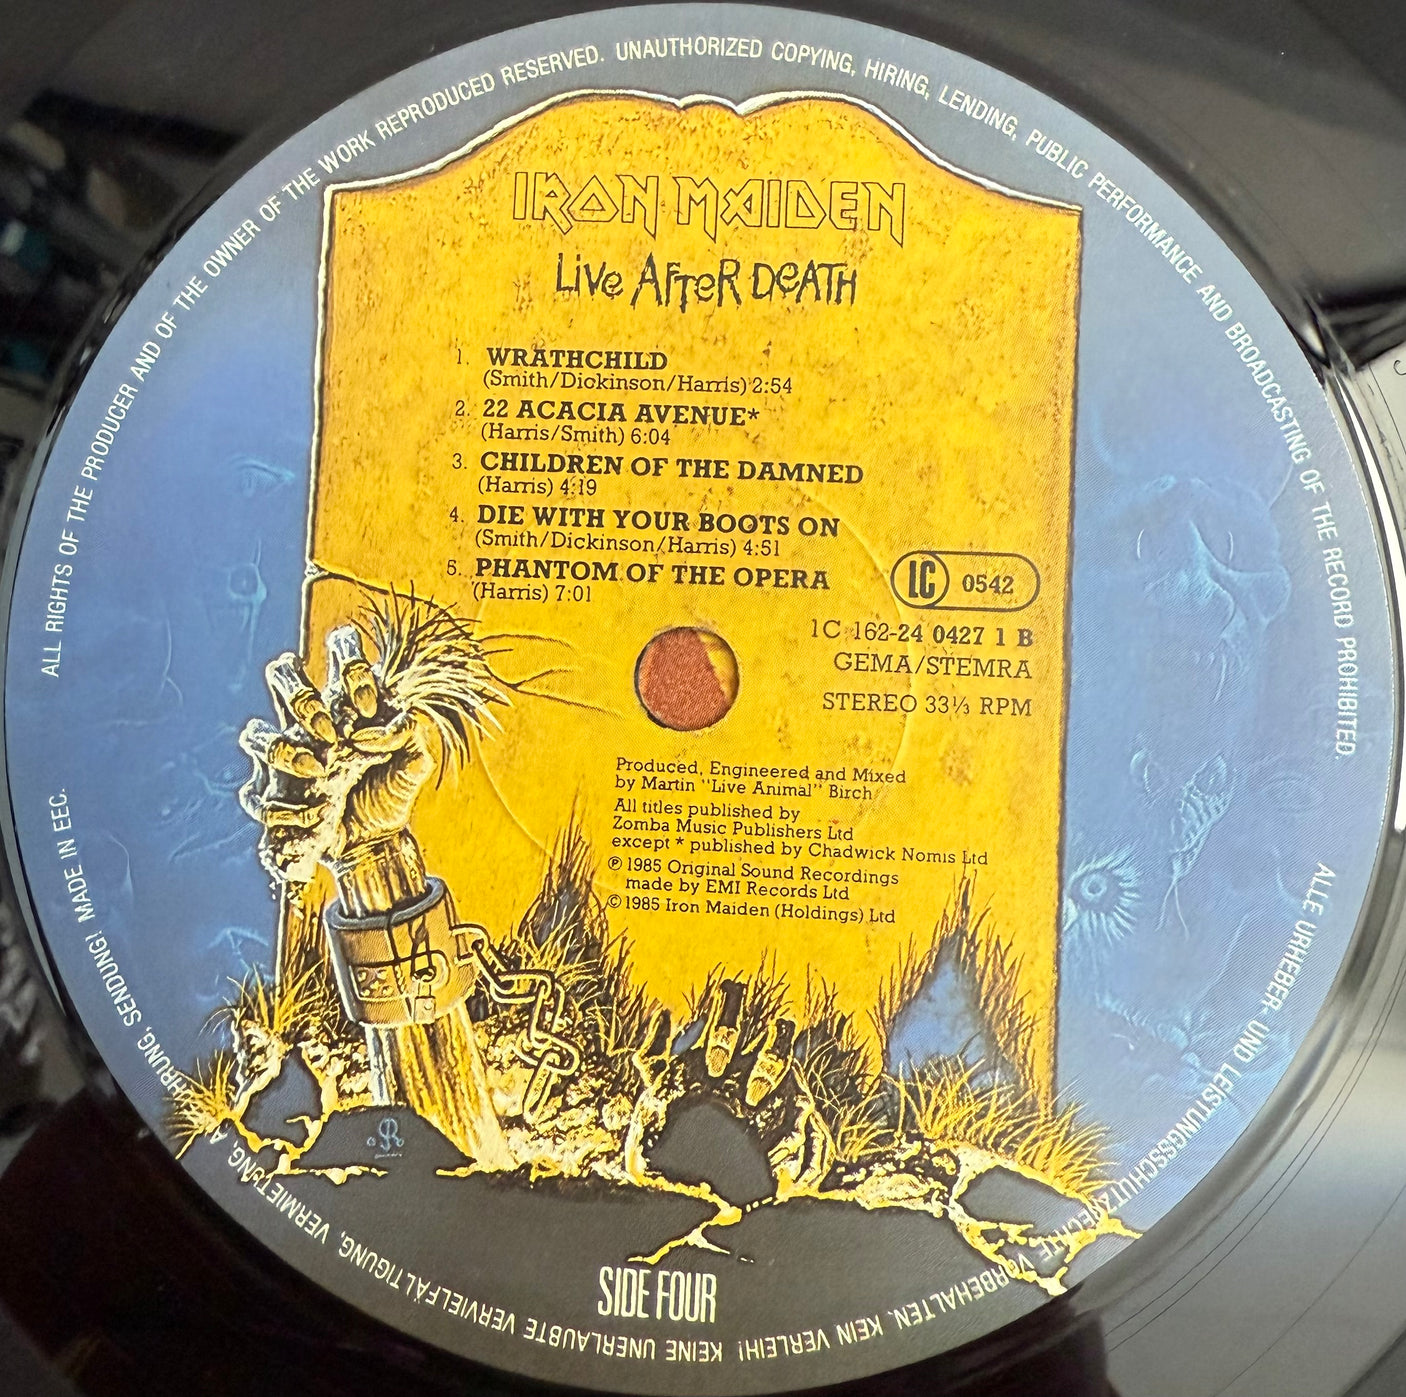 IRON MAIDEN
LIVE AFTER DEATH
1. WRATHCHILD
(Smith/Dickinson/Harris) 2:54
2. 22 ACACIA AVENUE*
(Harris/Smith) 6:04
3. CHILDREN OF THE DAMNED
(Harris) 4:19
4. DIE WITH YOUR BOOTS ON
(Smith/Dickinson/Harris) 4:51
5. PHANTOM OF THE OPERA
(Harris) 7:01
LC 0542
1C 162-24 0427 1 B
GEMA/STEMRA
STEREO 33⅓ RPM
Produced, Engineered and Mixed
by Martin "Live Animal" Birch
All titles published by
Zomba Music Publishers Ltd
except * published by Chadwick Nomis Ltd
℗ 1985 Original Sound Recordings
made by EMI Records Ltd
© 1985 Iron Maiden (Holdings) Ltd
SIDE FOUR
ALL RIGHTS OF THE PRODUCER AND OF THE OWNER OF THE WORK REPRODUCED RESERVED. UNAUTHORIZED COPYING, HIRING, LENDING, PUBLIC PERFORMANCE AND BROADCASTING OF THE RECORD PROHIBITED.
ALLE URHEBER- UND LEISTUNGSSCHUTZRECHTE VORBEHALTEN. KEIN VERLEIH! KEINE UNERLAUBTE VERVIELFÄLTIGUNG, VERMIETUNG, SENDUNG! MADE IN EEC.